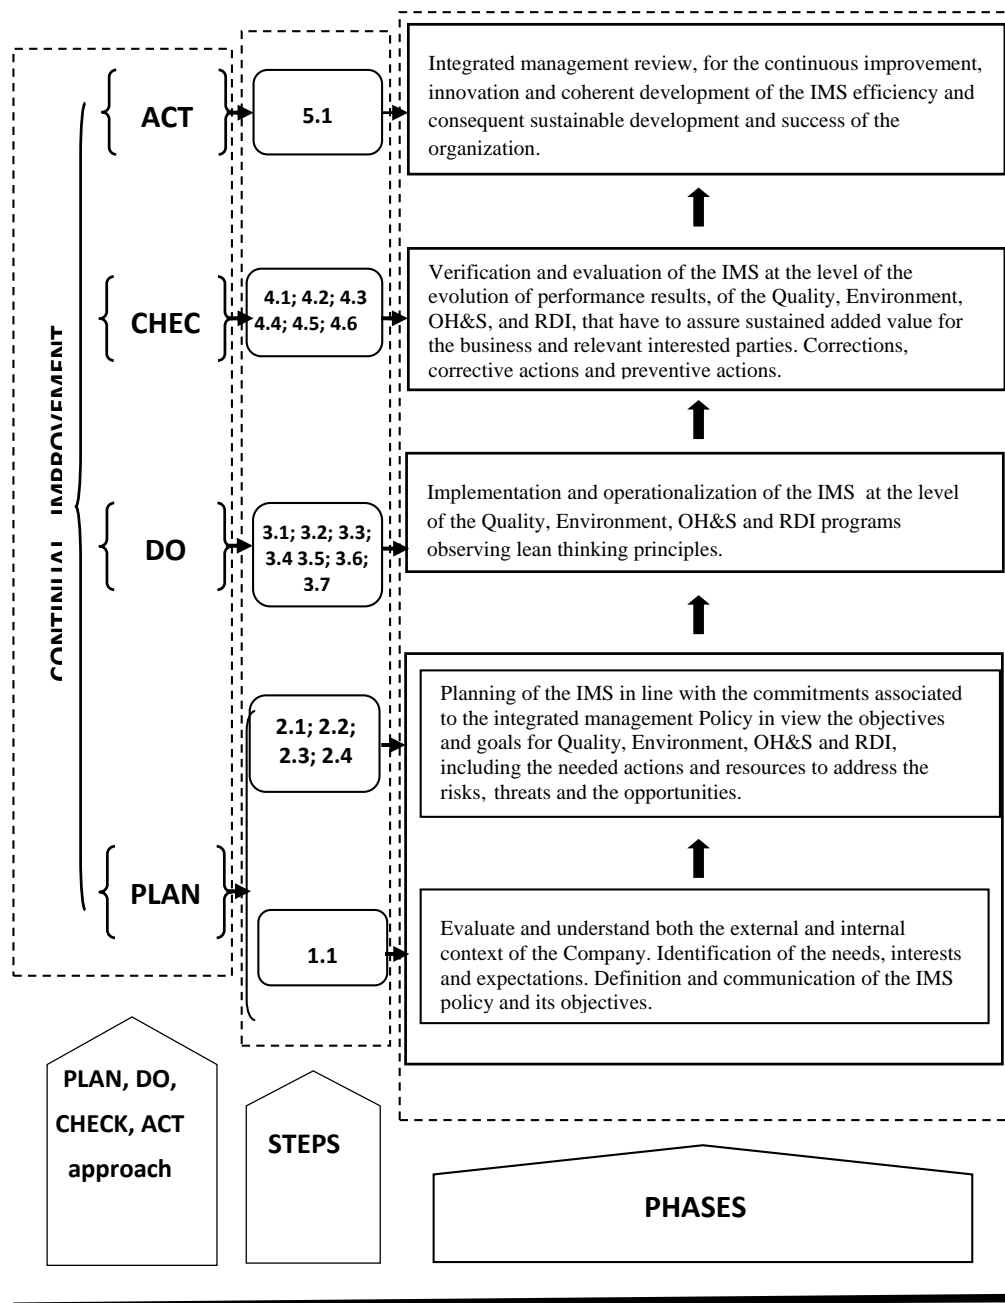 CONTINUAL IMPROVEMENT
ACT
5.1
Integrated management review, for the continuous improvement,
innovation and coherent development of the IMS efficiency and
consequent sustainable development and success of the
organization.
CHEC
4.1; 4.2; 4.3
4.4; 4.5; 4.6
Verification and evaluation of the IMS at the level of the
evolution of performance results, of the Quality, Environment,
OH&S, and RDI, that have to assure sustained added value for
the business and relevant interested parties. Corrections,
corrective actions and preventive actions.
DO
3.1; 3.2; 3.3;
3.4 3.5; 3.6;
3.7
Implementation and operationalization of the IMS at the level
of the Quality, Environment, OH&S and RDI programs
observing lean thinking principles.
2.1; 2.2;
2.3; 2.4
Planning of the IMS in line with the commitments associated
to the integrated management Policy in view the objectives
and goals for Quality, Environment, OH&S and RDI,
including the needed actions and resources to address the
risks, threats and the opportunities.
PLAN
1.1
Evaluate and understand both the external and internal
context of the Company. Identification of the needs, interests
and expectations. Definition and communication of the IMS
policy and its objectives.
PLAN, DO,
CHECK, ACT
approach
STEPS
PHASES